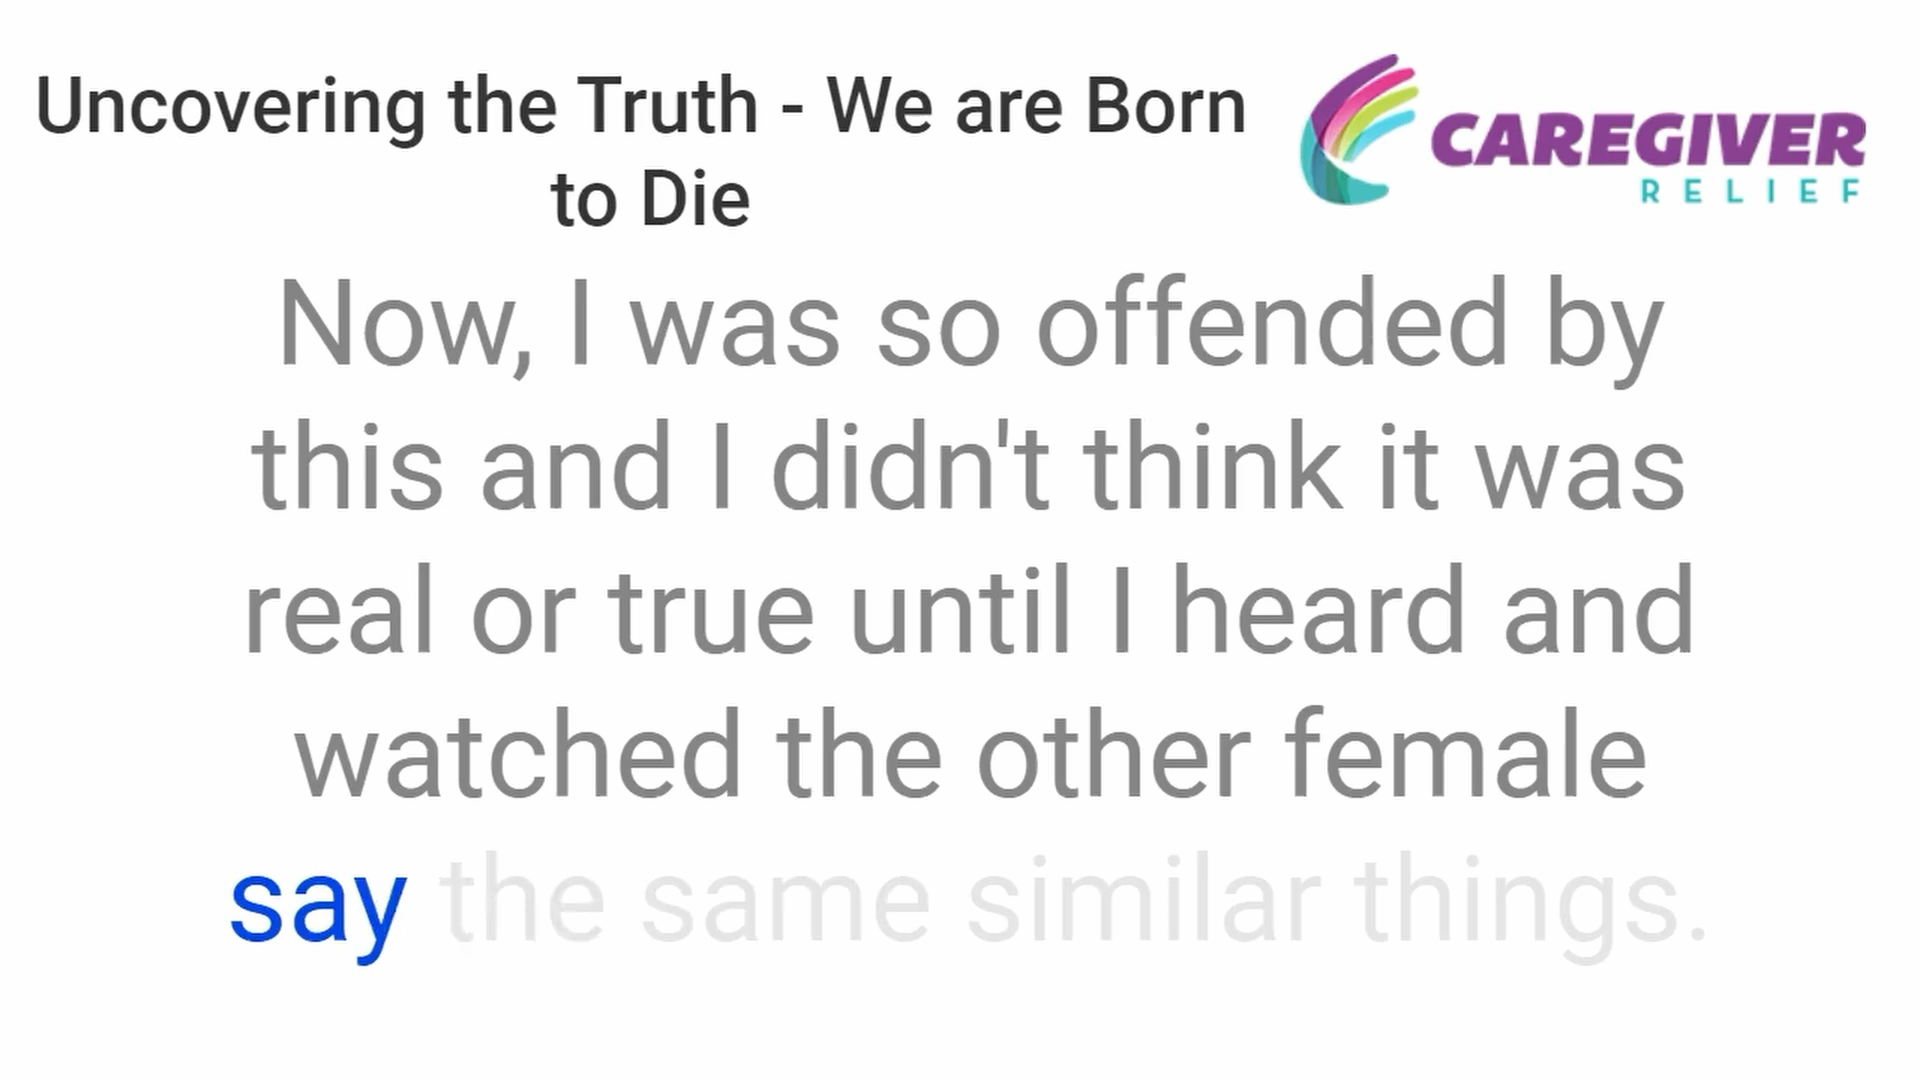 Uncovering the Truth - We are Born
to Die
CAREGIVER
RELIEF
Now, I was so offended by
this and I didn't think it was
real or true until I heard and
watched the other female
say the same similar things.